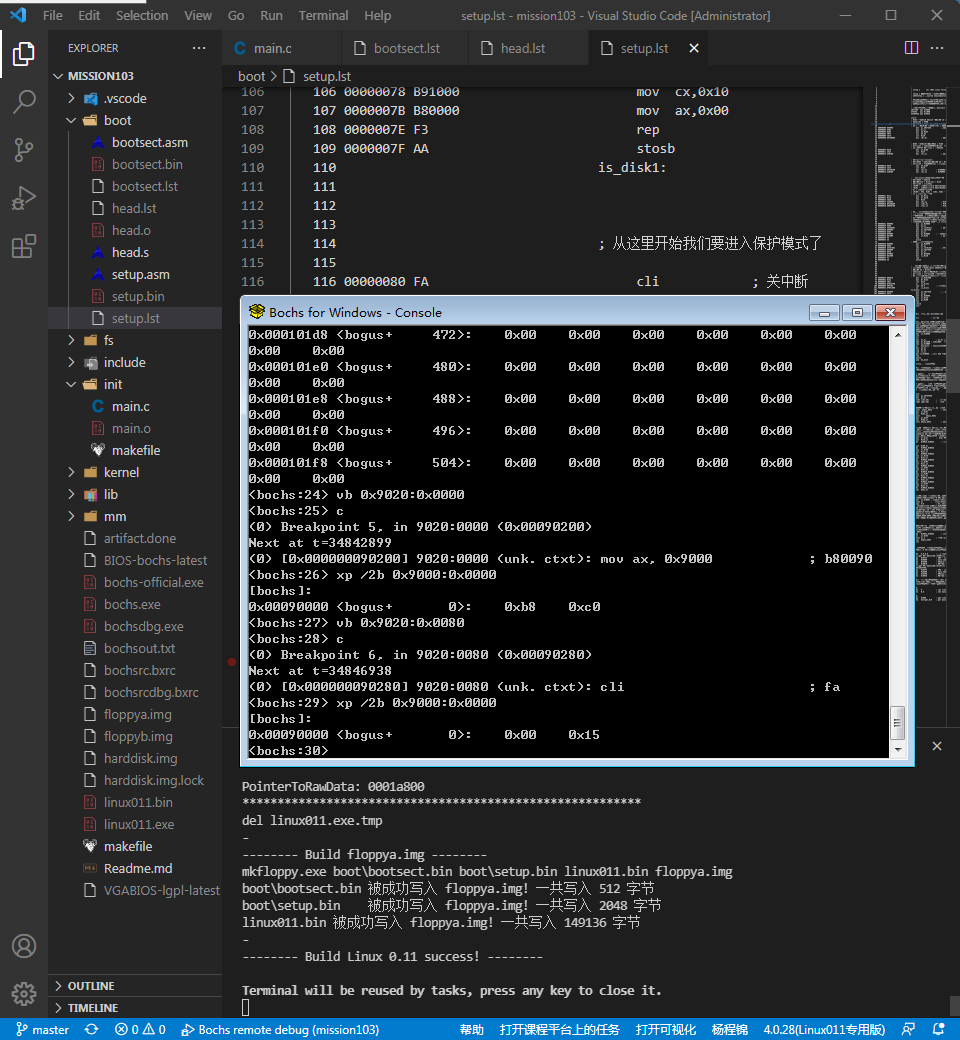 File Edit Selection View Go Run Terminal Help setup.lst - mission103 - Visual Studio Code [Administrator]
EXPLORER
main.c bootsect.lst head.lst setup.lst
boot > setup.lst
MISSION103
.vscode
boot
bootsect.asm
bootsect.bin
bootsect.lst
head.lst
head.o
head.s
setup.asm
setup.bin
setup.lst
fs
include
init
main.c
main.o
makefile
kernel
lib
mm
artifact.done
BIOS-bochs-latest
bochs-official.exe
bochs.exe
bochsdbg.exe
bochsout.txt
bochsrc.bxrc
bochsrcdbg.bxrc
floppya.img
floppyb.img
harddisk.img
harddisk.img.lock
linux011.bin
linux011.exe
makefile
Readme.md
VGABIOS-lgpl-latest
OUTLINE
TIMELINE
106 106 00000078 B91000 mov cx,0x10
107 107 0000007B B80000 mov ax,0x00
108 108 0000007E F3 rep
109 109 0000007F AA stosb
110 110 is_disk1:
111 111
112 112
113 113
114 114 ; 从这里开始我们要进入保护模式了
115 115
116 116 00000080 FA cli ; 关中断
Bochs for Windows - Console
0x000101d8 <bogus+ 472>: 0x00 0x00 0x00 0x00 0x00 0x00
0x00 0x00
0x000101e0 <bogus+ 480>: 0x00 0x00 0x00 0x00 0x00 0x00
0x00 0x00
0x000101e8 <bogus+ 488>: 0x00 0x00 0x00 0x00 0x00 0x00
0x00 0x00
0x000101f0 <bogus+ 496>: 0x00 0x00 0x00 0x00 0x00 0x00
0x00 0x00
0x000101f8 <bogus+ 504>: 0x00 0x00 0x00 0x00 0x00 0x00
0x00 0x00
<bochs:24> vb 0x9020:0x0000
<bochs:25> c
(0) Breakpoint 5, in 9020:0000 (0x00090200)
Next at t=34842899
(0) [0x000000090200] 9020:0000 (unk. ctxt): mov ax, 0x9000 ; b80090
<bochs:26> xp /2b 0x9000:0x0000
[bochs]:
0x00090000 <bogus+ 0>: 0xb8 0xc0
<bochs:27> vb 0x9020:0x0080
<bochs:28> c
(0) Breakpoint 6, in 9020:0080 (0x00090280)
Next at t=34846938
(0) [0x000000090280] 9020:0080 (unk. ctxt): cli ; fa
<bochs:29> xp /2b 0x9000:0x0000
[bochs]:
0x00090000 <bogus+ 0>: 0x00 0x15
<bochs:30>
PointerToRawData: 0001a800
*********************************************************
del linux011.exe.tmp
-
-------- Build floppya.img --------
mkfloppy.exe boot\bootsect.bin boot\setup.bin linux011.bin floppya.img
boot\bootsect.bin 被成功写入 floppya.img! 一共写入 512 字节
boot\setup.bin 被成功写入 floppya.img! 一共写入 2048 字节
linux011.bin 被成功写入 floppya.img! 一共写入 149136 字节
-
-------- Build Linux 0.11 success! --------
Terminal will be reused by tasks, press any key to close it.
master 0 0 Bochs remote debug (mission103) 帮助 打开课程平台上的任务 打开可视化 杨程锦 4.0.28(Linux011专用版)